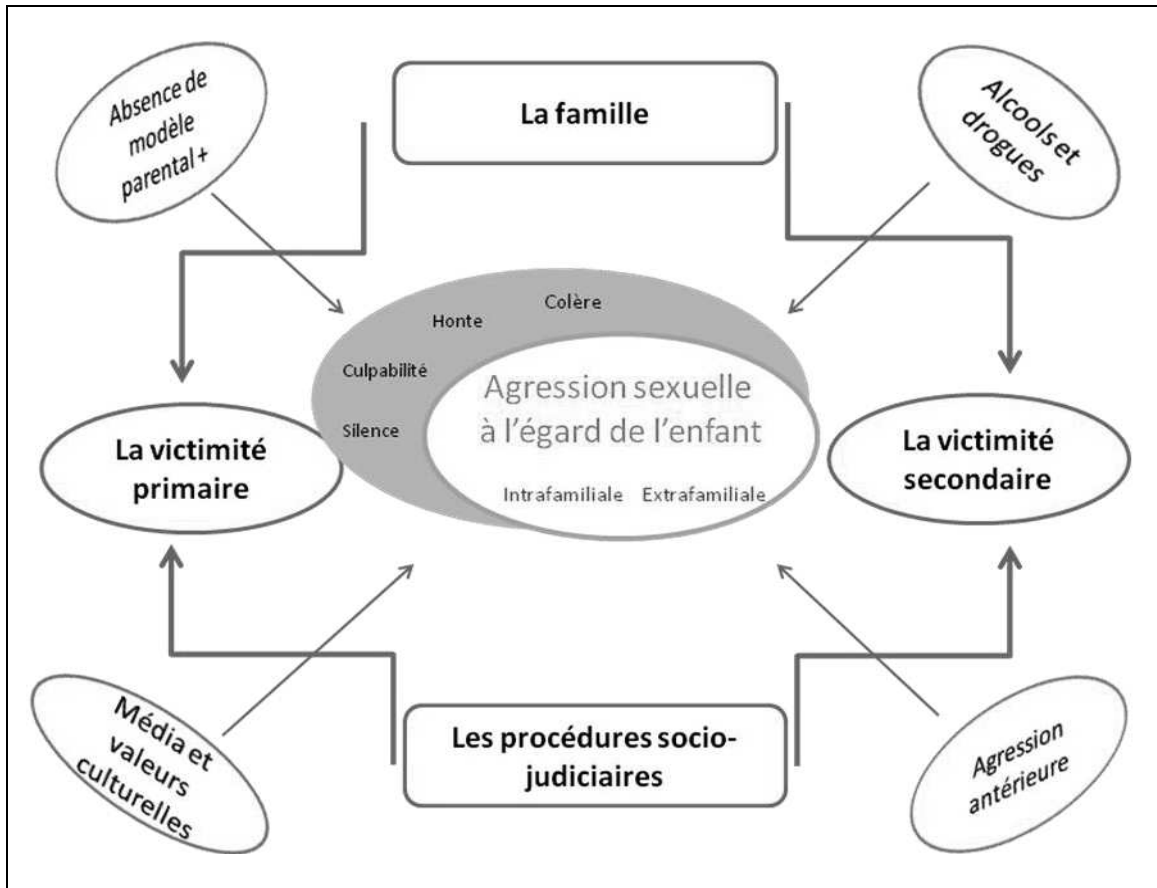 Absence de
modèle
parental +
La famille
Alcools et
drogues
Colère
Honte
Culpabilité
Silence
Agression sexuelle
à l'égard de l'enfant
Intrafamiliale Extrafamiliale
La victimité
primaire
La victimité
secondaire
Média et
valeurs
culturelles
Les procédures socio-
judiciaires
Agression
antérieure